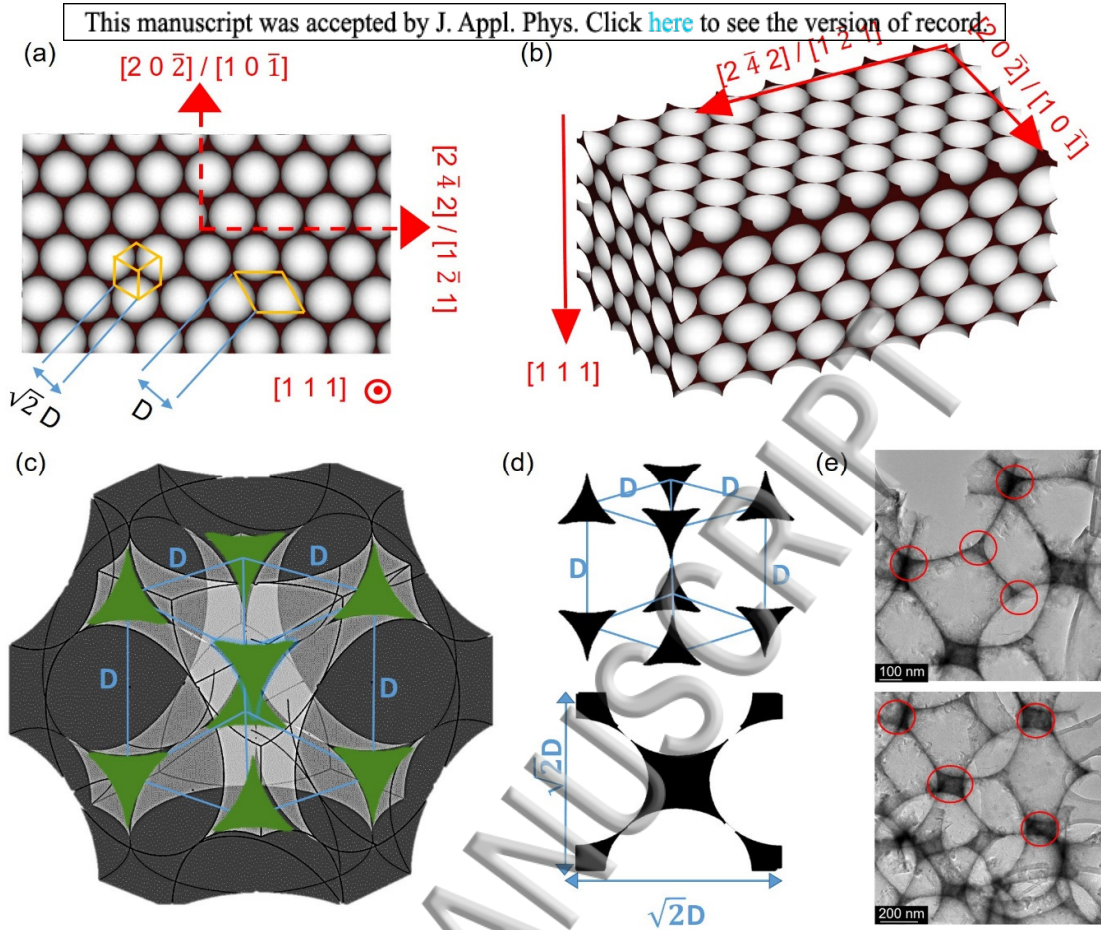 This manuscript was accepted by J. Appl. Phys. Click here to see the version of record.
(a)
[2 0 2̄] / [1 0 1̄]
[2 4̄ 2] / [1 2̄ 1]
√2 D
D
[1 1 1]
(b)
[2 4̄ 2] / [1 2̄ 1]
[2 0 2̄] / [1 0 1̄]
[1 1 1]
(c)
D
D
D
D
(d)
D
D
D
D
√2D
√2D
(e)
100 nm
200 nm
MANUSCRIPT